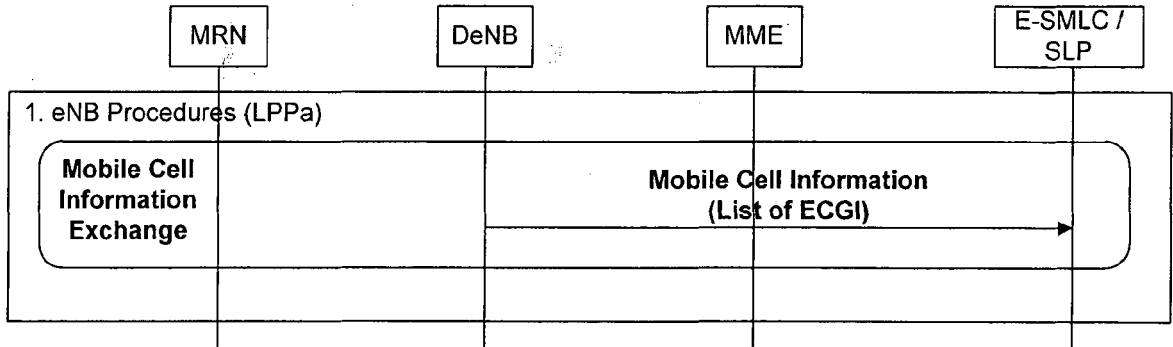 MRN
DeNB
MME
E-SMLC /
SLP
1. eNB Procedures (LPPa)
Mobile Cell
Information
Exchange
Mobile Cell Information
(List of ECGI)